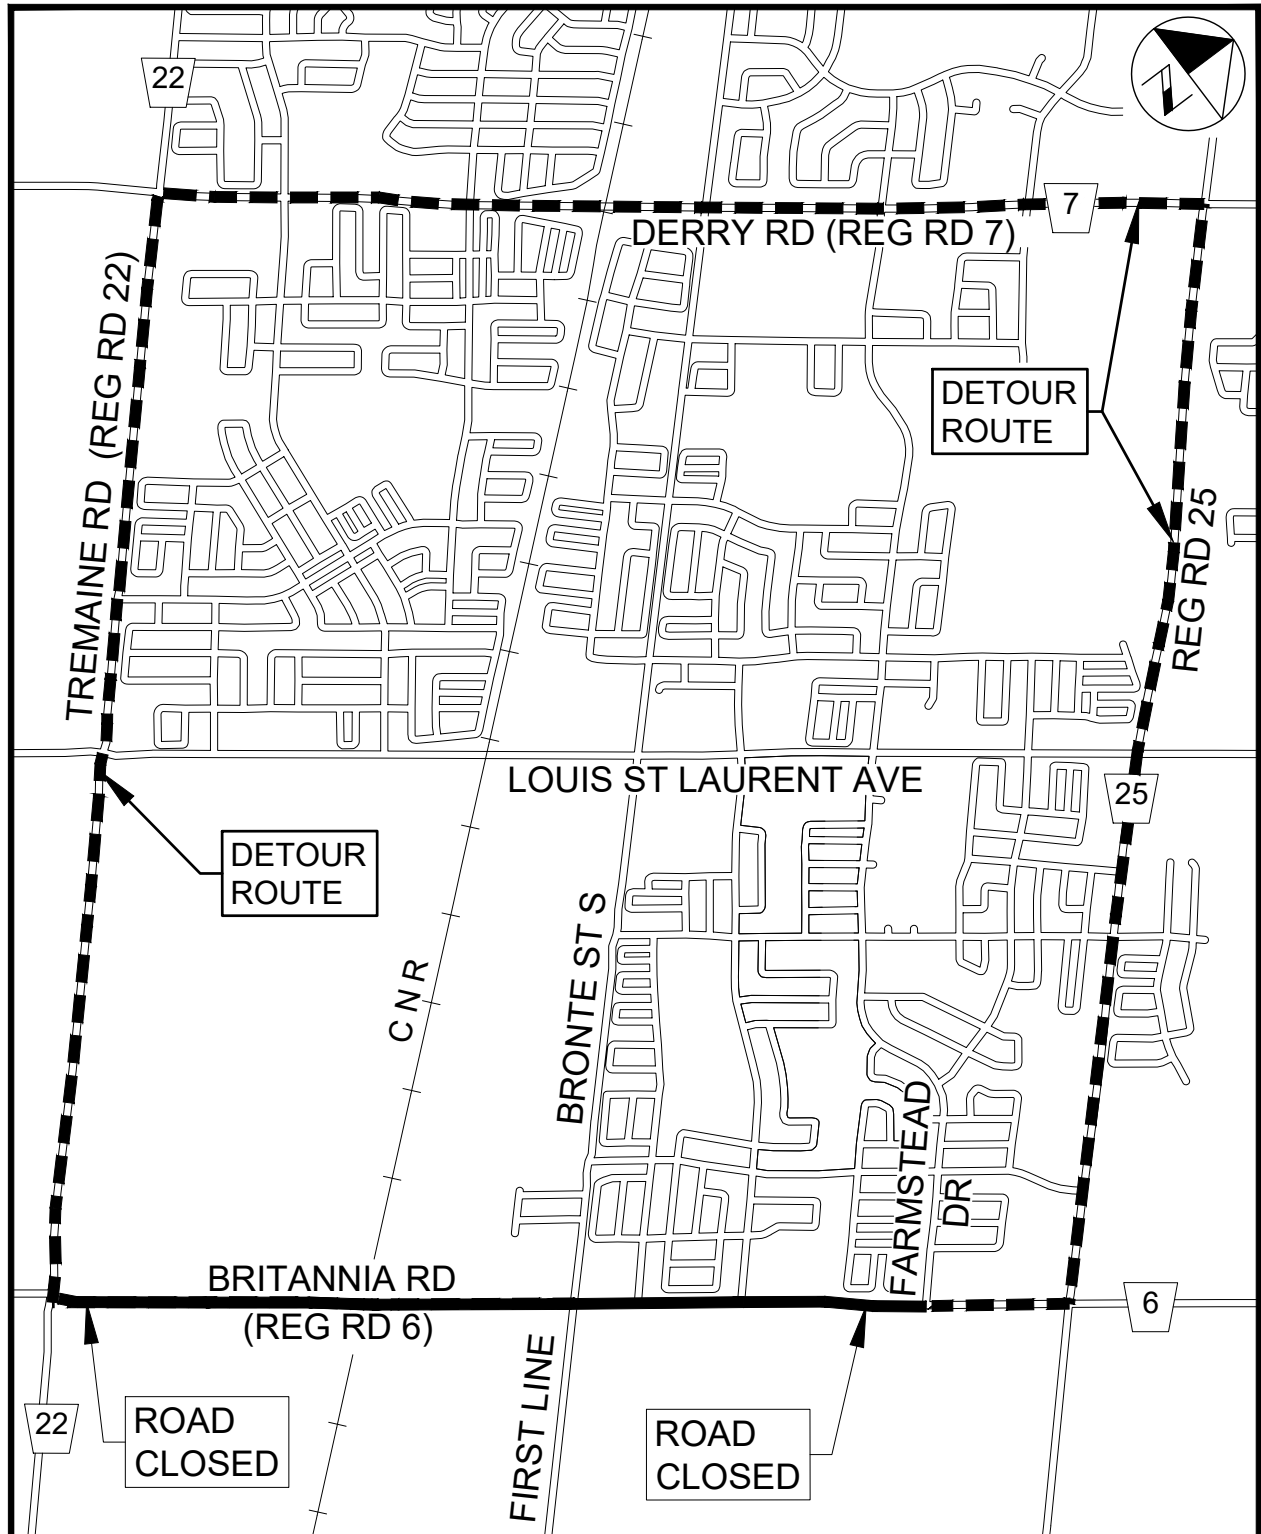 22
7
DERRY RD (REG RD 7)
TREMAINE RD (REG RD 22)
DETOUR
ROUTE
REG RD 25
LOUIS ST LAURENT AVE
25
DETOUR
ROUTE
BRONTE ST S
CNR
FARMSTEAD
DR
BRITANNIA RD
(REG RD 6)
6
FIRST LINE
22
ROAD
CLOSED
ROAD
CLOSED